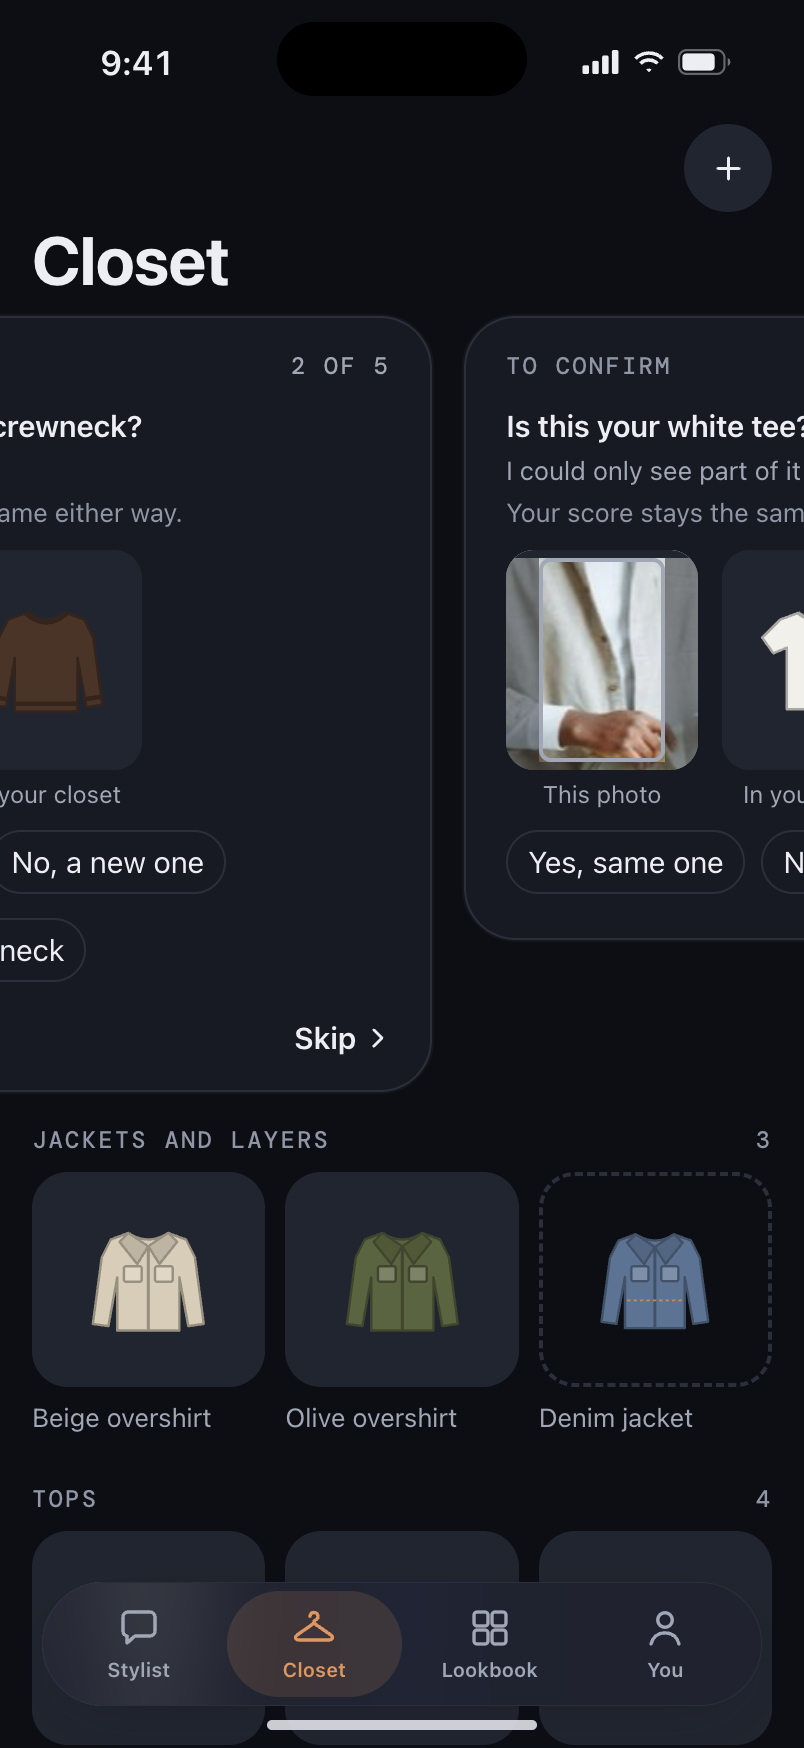 9:41
Closet
2 OF 5
crewneck?
ame either way.
your closet
No, a new one
neck
Skip
TO CONFIRM
Is this your white tee?
I could only see part of it
Your score stays the sam
This photo
In you
Yes, same one
N
JACKETS AND LAYERS
3
Beige overshirt
Olive overshirt
Denim jacket
TOPS
4
Stylist
Closet
Lookbook
You